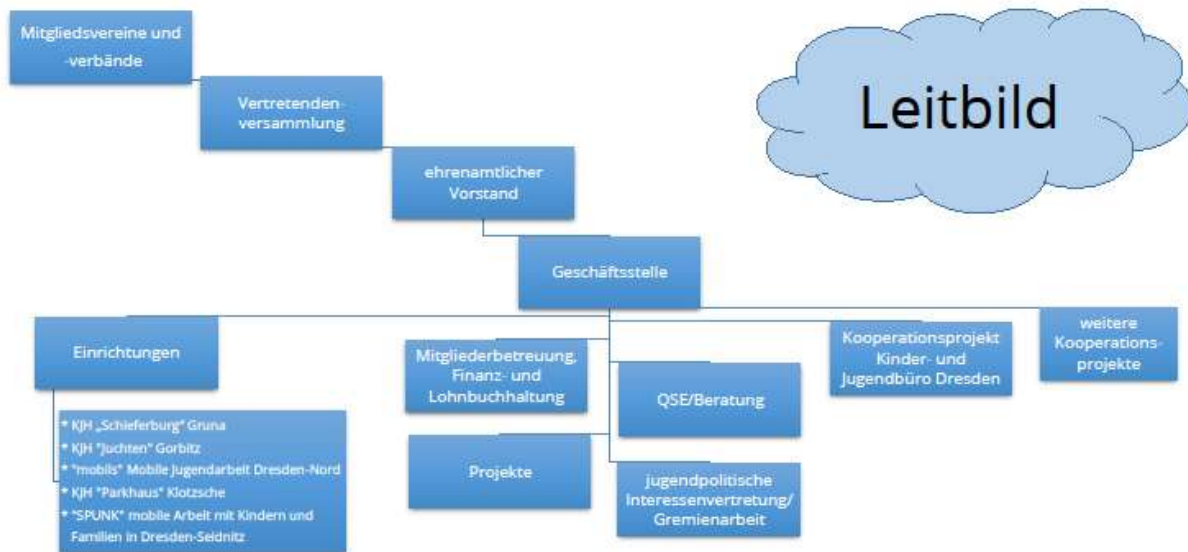 Mitgliedsvereine und
-verbände
Leitbild
Vertretenden-
versammlung
ehrenamtlicher
Vorstand
Geschäftsstelle
Einrichtungen
Mitgliederbetreuung,
Finanz- und
Lohnbuchhaltung
QSE/Beratung
Kooperationsprojekt
Kinder- und
Jugendbüro Dresden
weitere
Kooperations-
projekte
* KJH „Schieferburg" Gruna
* KJH "Juchten" Gorbitz
* "mobils" Mobile Jugendarbeit Dresden-Nord
* KJH "Parkhaus" Klotzsche
* "SPUNK" mobile Arbeit mit Kindern und
Familien in Dresden-Seidnitz
Projekte
jugendpolitische
Interessenvertretung/
Gremienarbeit